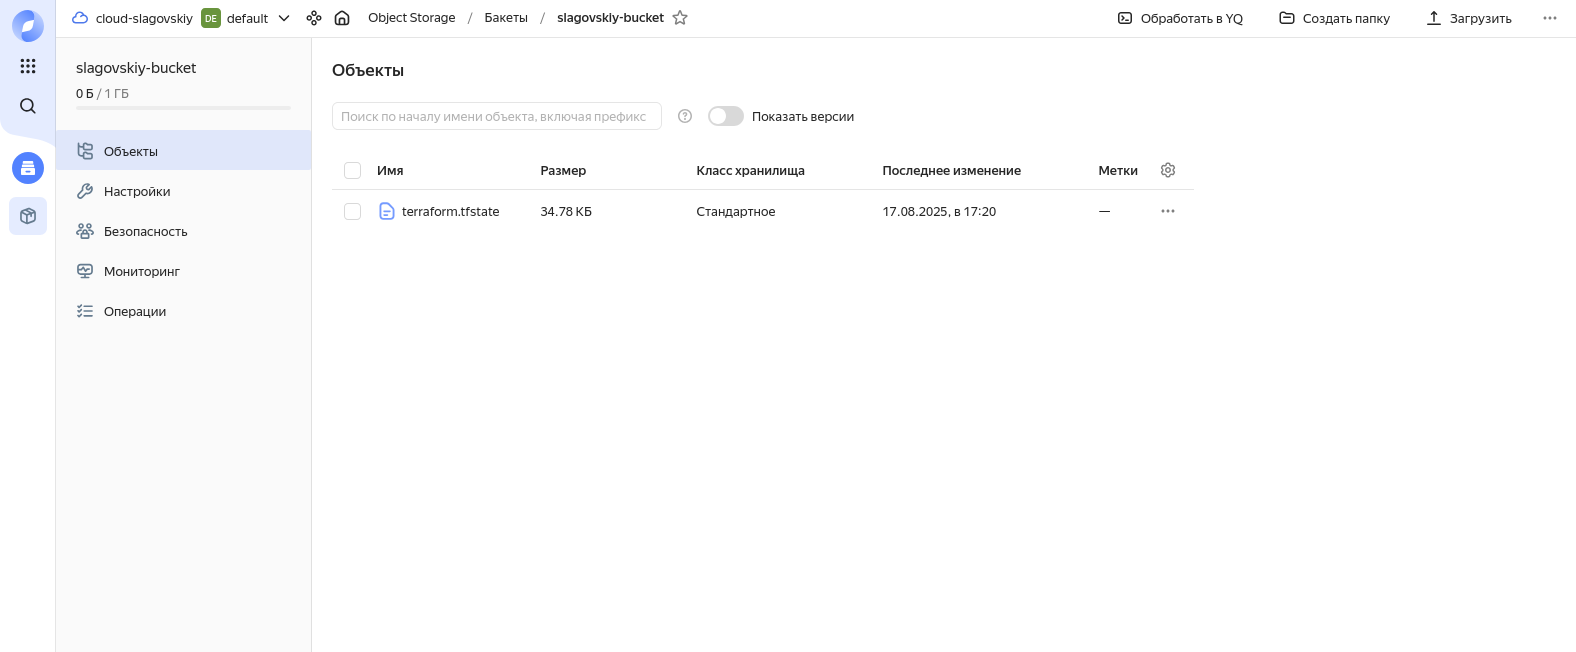 cloud-slagovskiy DE default Object Storage / Бакеты / slagovskiy-bucket Обработать в YQ Создать папку Загрузить
slagovskiy-bucket
0 Б / 1 ГБ
Объекты
Настройки
Безопасность
Мониторинг
Операции
Объекты
Поиск по началу имени объекта, включая префикс Показать версии
Имя Размер Класс хранилища Последнее изменение Метки
terraform.tfstate 34.78 КБ Стандартное 17.08.2025, в 17:20 —